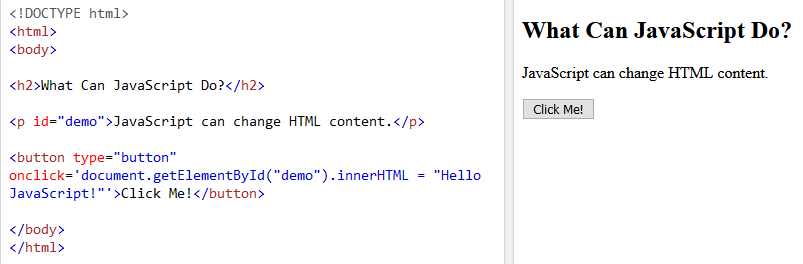 <!DOCTYPE html>
<html>
<body>
<h2>What Can JavaScript Do?</h2>
<p id="demo">JavaScript can change HTML content.</p>
<button type="button"
onclick='document.getElementById("demo").innerHTML = "Hello
JavaScript!"'>Click Me!</button>
</body>
</html>
What Can JavaScript Do?
JavaScript can change HTML content.
Click Me!